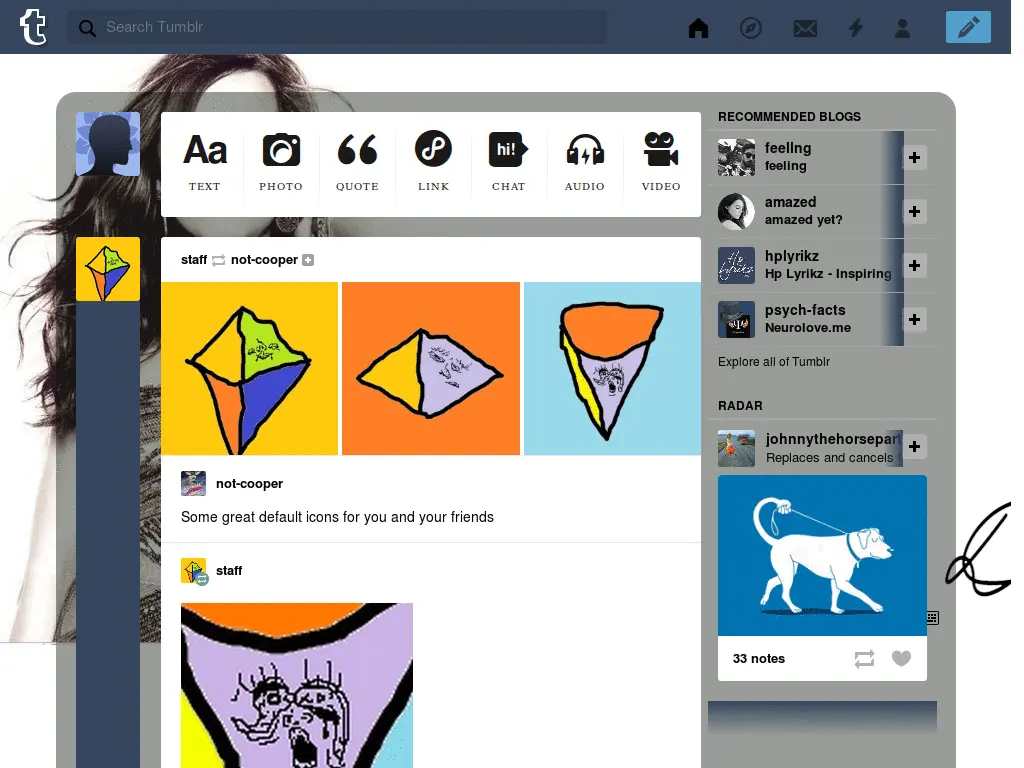 Search Tumblr
Aa
hi!
TEXT
PHOTO
QUOTE
LINK
CHAT
AUDIO
VIDEO
staff not-cooper
not-cooper
Some great default icons for you and your friends
staff
RECOMMENDED BLOGS
feelIng
feeling
amazed
amazed yet?
hplyrikz
Hp Lyrikz - Inspiring
psych-facts
Neurolove.me
Explore all of Tumblr
RADAR
johnnythehorsepart
Replaces and cancels
33 notes